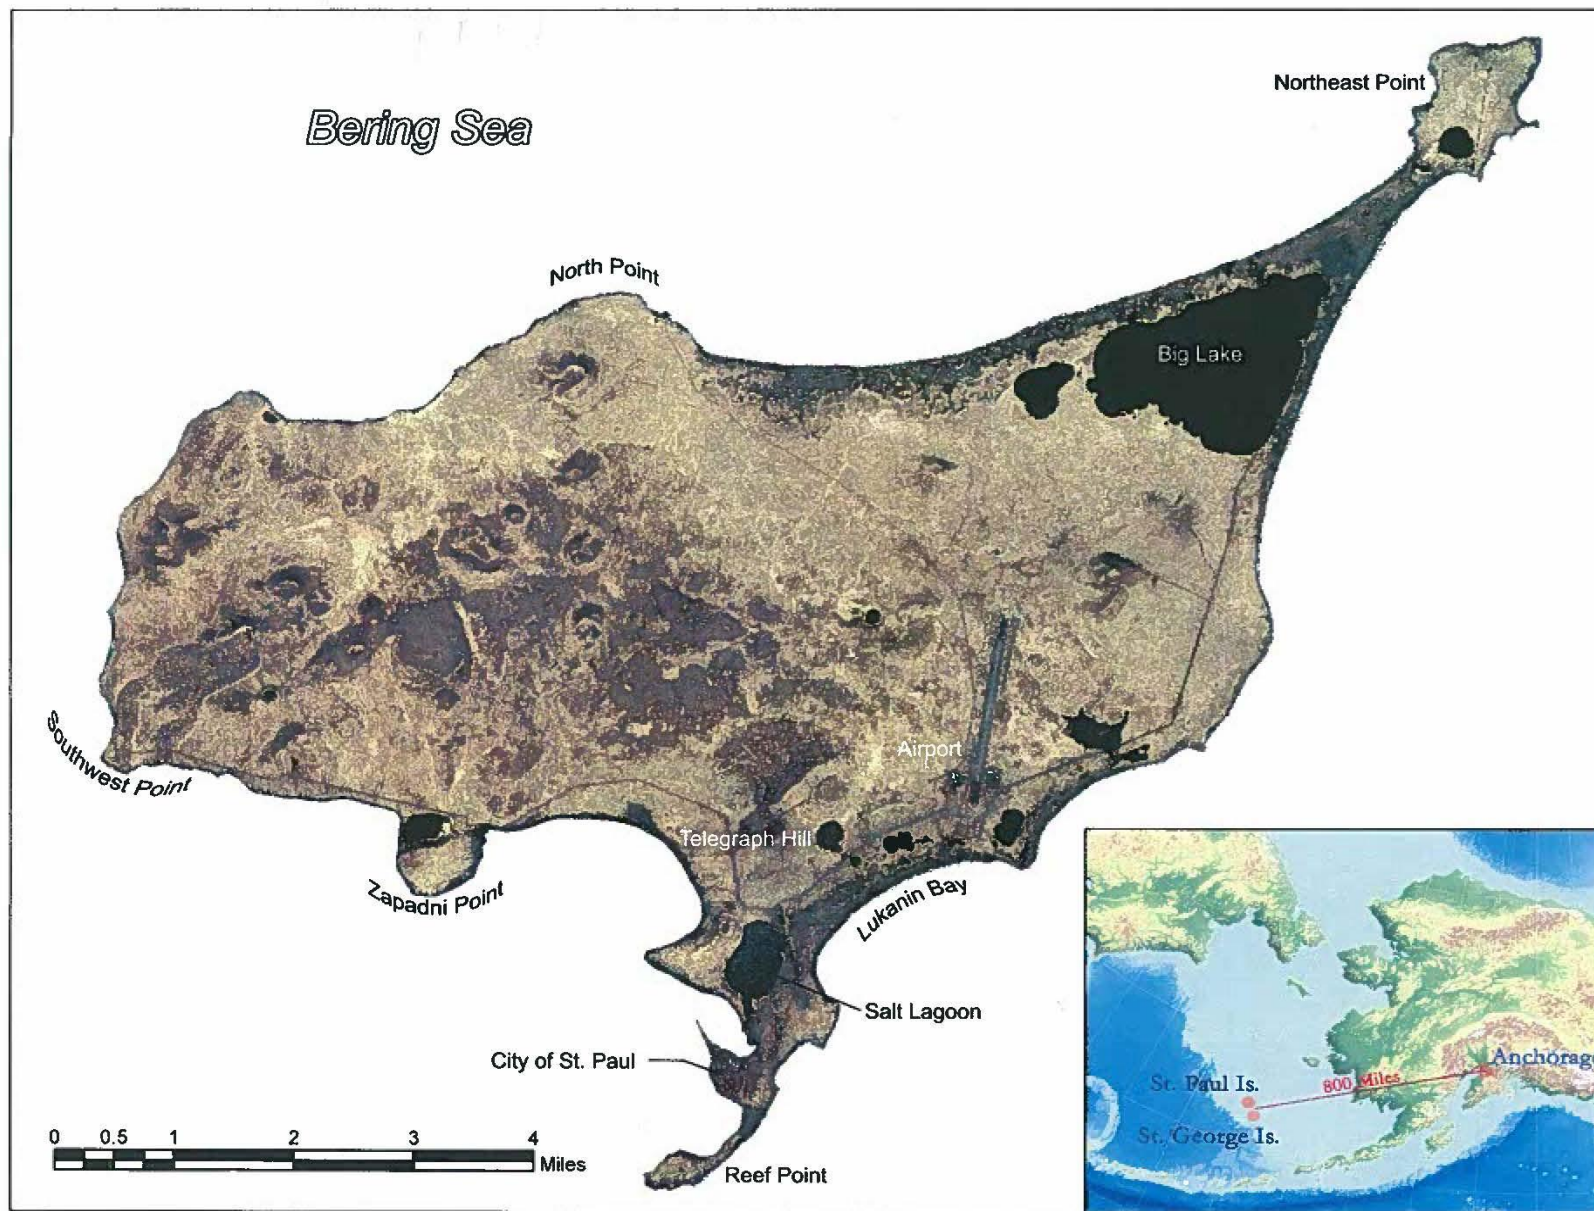 Northeast Point
Bering Sea
North Point
Big Lake
Southwest Point
Airport
Telegraph Hill
Zapadni Point
Lukanin Bay
Salt Lagoon
City of St. Paul
Reef Point
0 0.5 1 2 3 4
Miles
Anchorage
St. Paul Is.
800 Miles
St. George Is.